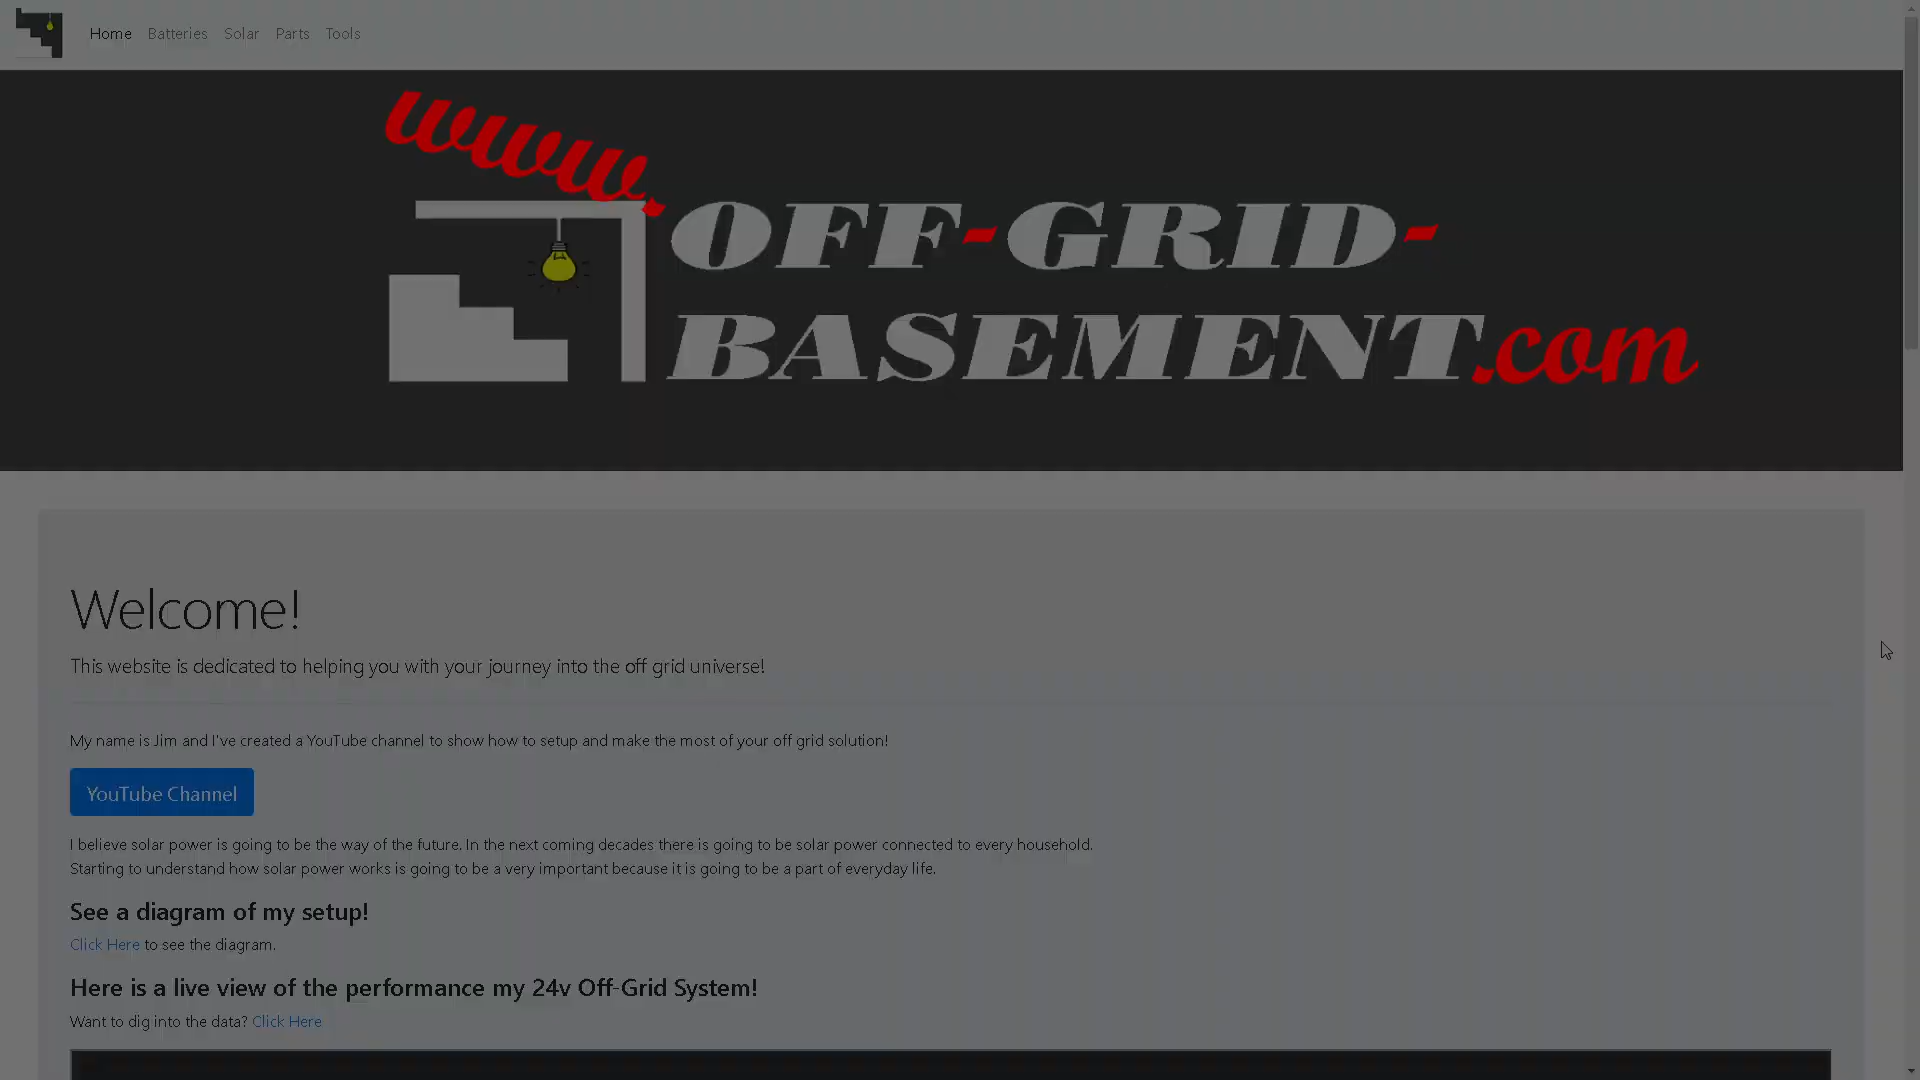 Home Batteries Solar Parts Tools
www.
OFF-GRID-
BASEMENT.com
Welcome!
This website is dedicated to helping you with your journey into the off grid universe!
My name is Jim and I've created a YouTube channel to show how to setup and make the most of your off grid solution!
YouTube Channel
I believe solar power is going to be the way of the future. In the next coming decades there is going to be solar power connected to every household.
Starting to understand how solar power works is going to be a very important because it is going to be a part of everyday life.
See a diagram of my setup!
Click Here to see the diagram.
Here is a live view of the performance my 24v Off-Grid System!
Want to dig into the data? Click Here